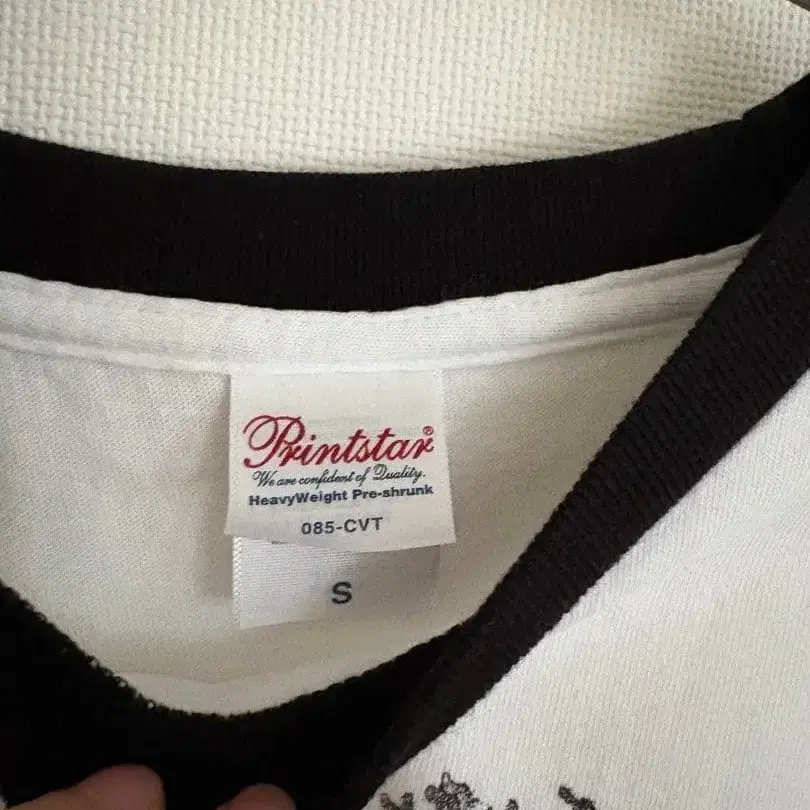 Printstar®
We are confident of Quality.
HeavyWeight Pre-shrunk
085-CVT
S